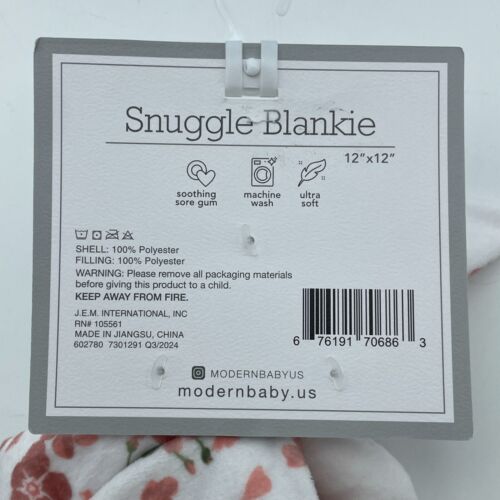 Snuggle Blankie
12"x12"
soothing
sore gum
machine
wash
ultra
soft
SHELL: 100% Polyester
FILLING: 100% Polyester
WARNING: Please remove all packaging materials
before giving this product to a child.
KEEP AWAY FROM FIRE.
J.E.M. INTERNATIONAL, INC
RN# 105561
MADE IN JIANGSU, CHINA
602780 7301291 Q3/2024
6 76191 70686 3
MODERNBABYUS
modernbaby.us